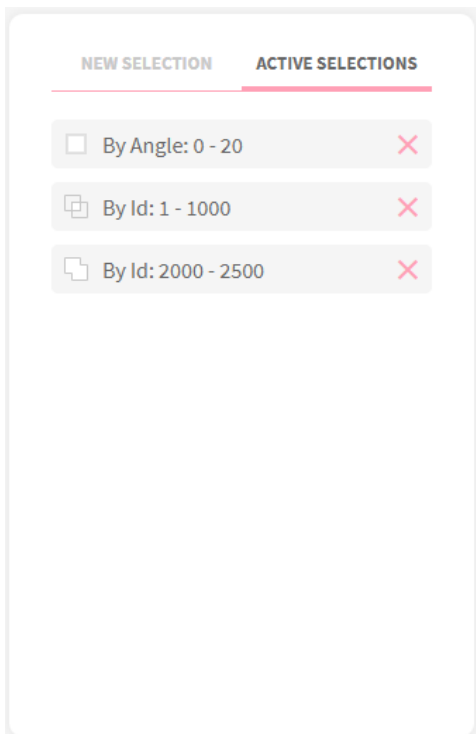 NEW SELECTION ACTIVE SELECTIONS
By Angle: 0 - 20
By Id: 1 - 1000
By Id: 2000 - 2500